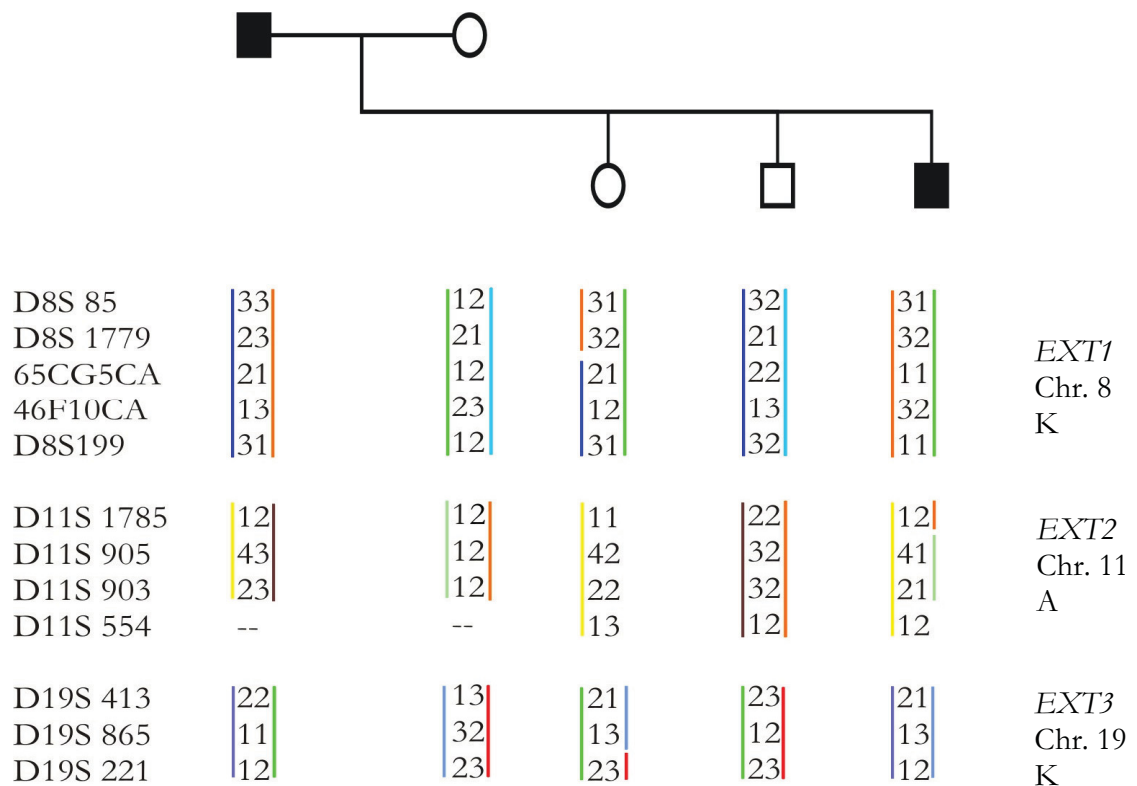 D8S 85 33 12 31 32 31
D8S 1779 23 21 32 21 32
65CG5CA 21 12 21 22 11
46F10CA 13 23 12 13 32
D8S199 31 12 31 32 11
EXT1
Chr. 8
K
D11S 1785 12 12 11 22 12
D11S 905 43 12 42 32 41
D11S 903 23 12 22 32 21
D11S 554 -- -- 13 12 12
EXT2
Chr. 11
A
D19S 413 22 13 21 23 21
D19S 865 11 32 13 12 13
D19S 221 12 23 23 23 12
EXT3
Chr. 19
K